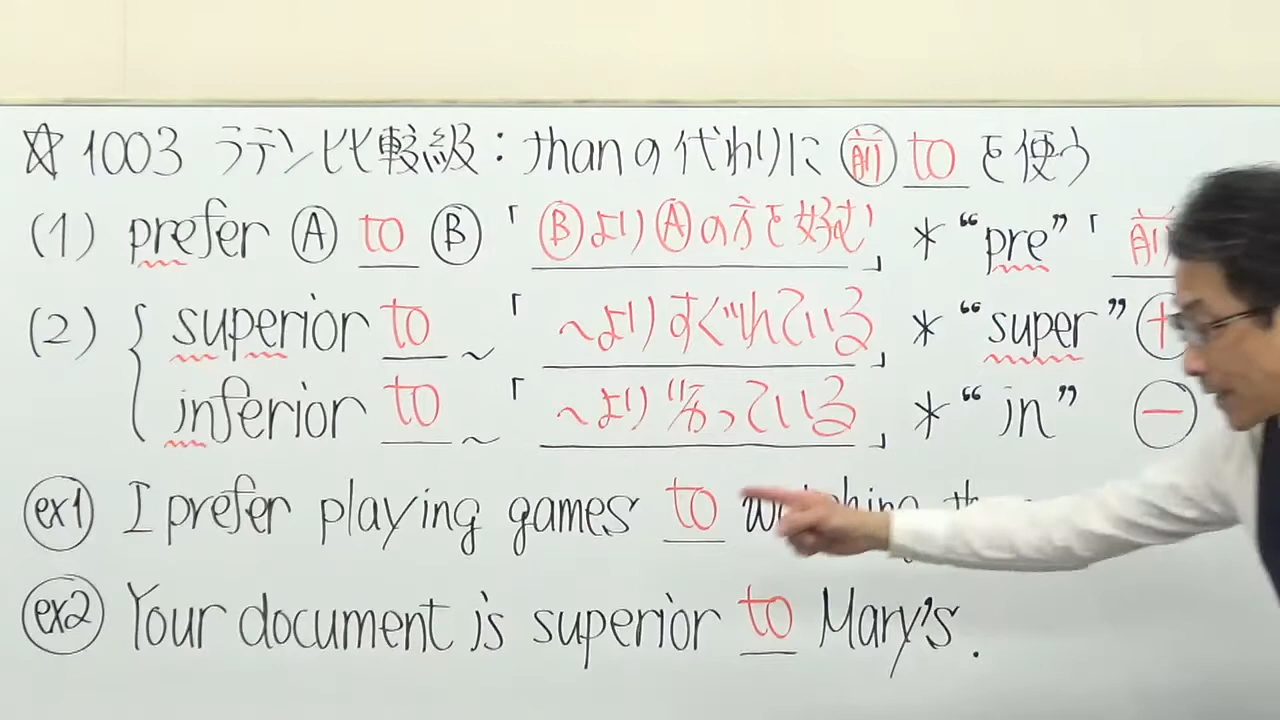 ☆ 1003 ラテン比較級：thanの代わりに 前 to を使う
(1) prefer A to B 「BよりAの方を好む」 * “pre”「前
(2) superior to ~ 「~よりすぐれている」 * “super” +
inferior to ~ 「~より劣っている」 * “in” −
ex1 I prefer playing games to
ex2 Your document is superior to Mary's.